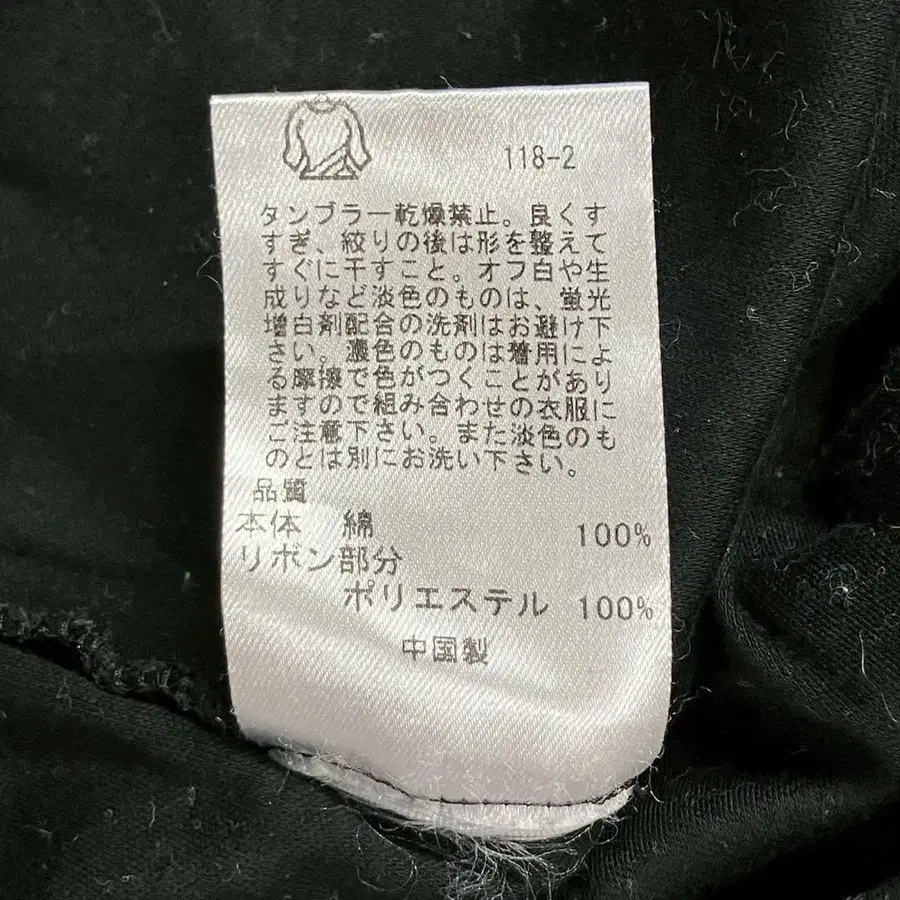 118-2
タンブラー乾燥禁止。良くす
すぎ、絞りの後は形を整えて
すぐに干すこと。オフ白や生
成りなど淡色のものは、蛍光
増白剤配合の洗剤はお避け下
さい。濃色のものは着用によ
る摩擦で色がつくことがあり
ますので組み合わせの衣服に
ご注意下さい。また淡色のも
のとは別にお洗い下さい。
品質
本体 綿 100%
リボン部分
ポリエステル 100%
中国製